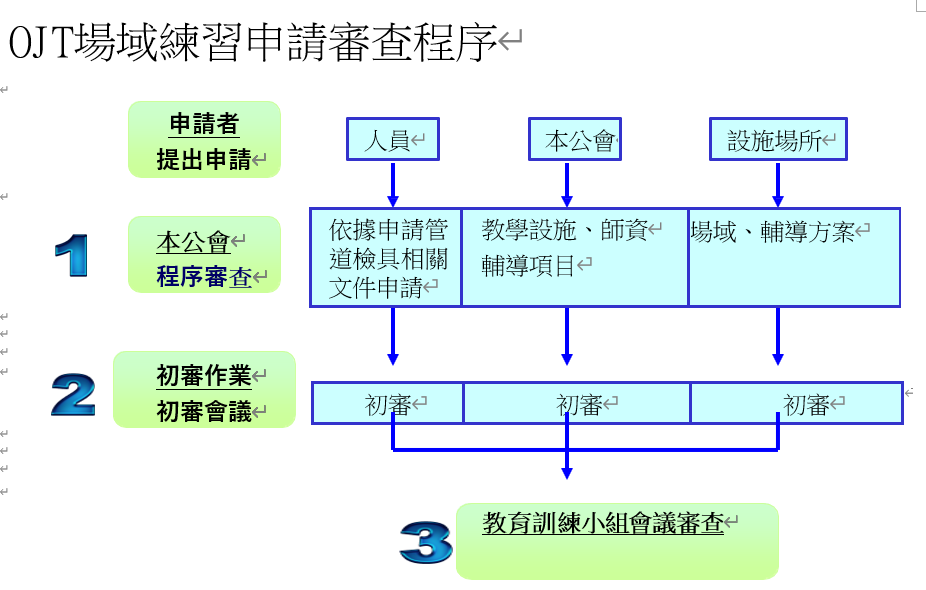 OJT場域練習申請審查程序
申請者
提出申請
人員
本公會
設施場所
1
本公會
程序審查
依據申請管
道檢具相關
文件申請
教學設施、師資
輔導項目
場域、輔導方案
2
初審作業
初審會議
初審
初審
初審
3
教育訓練小組會議審查